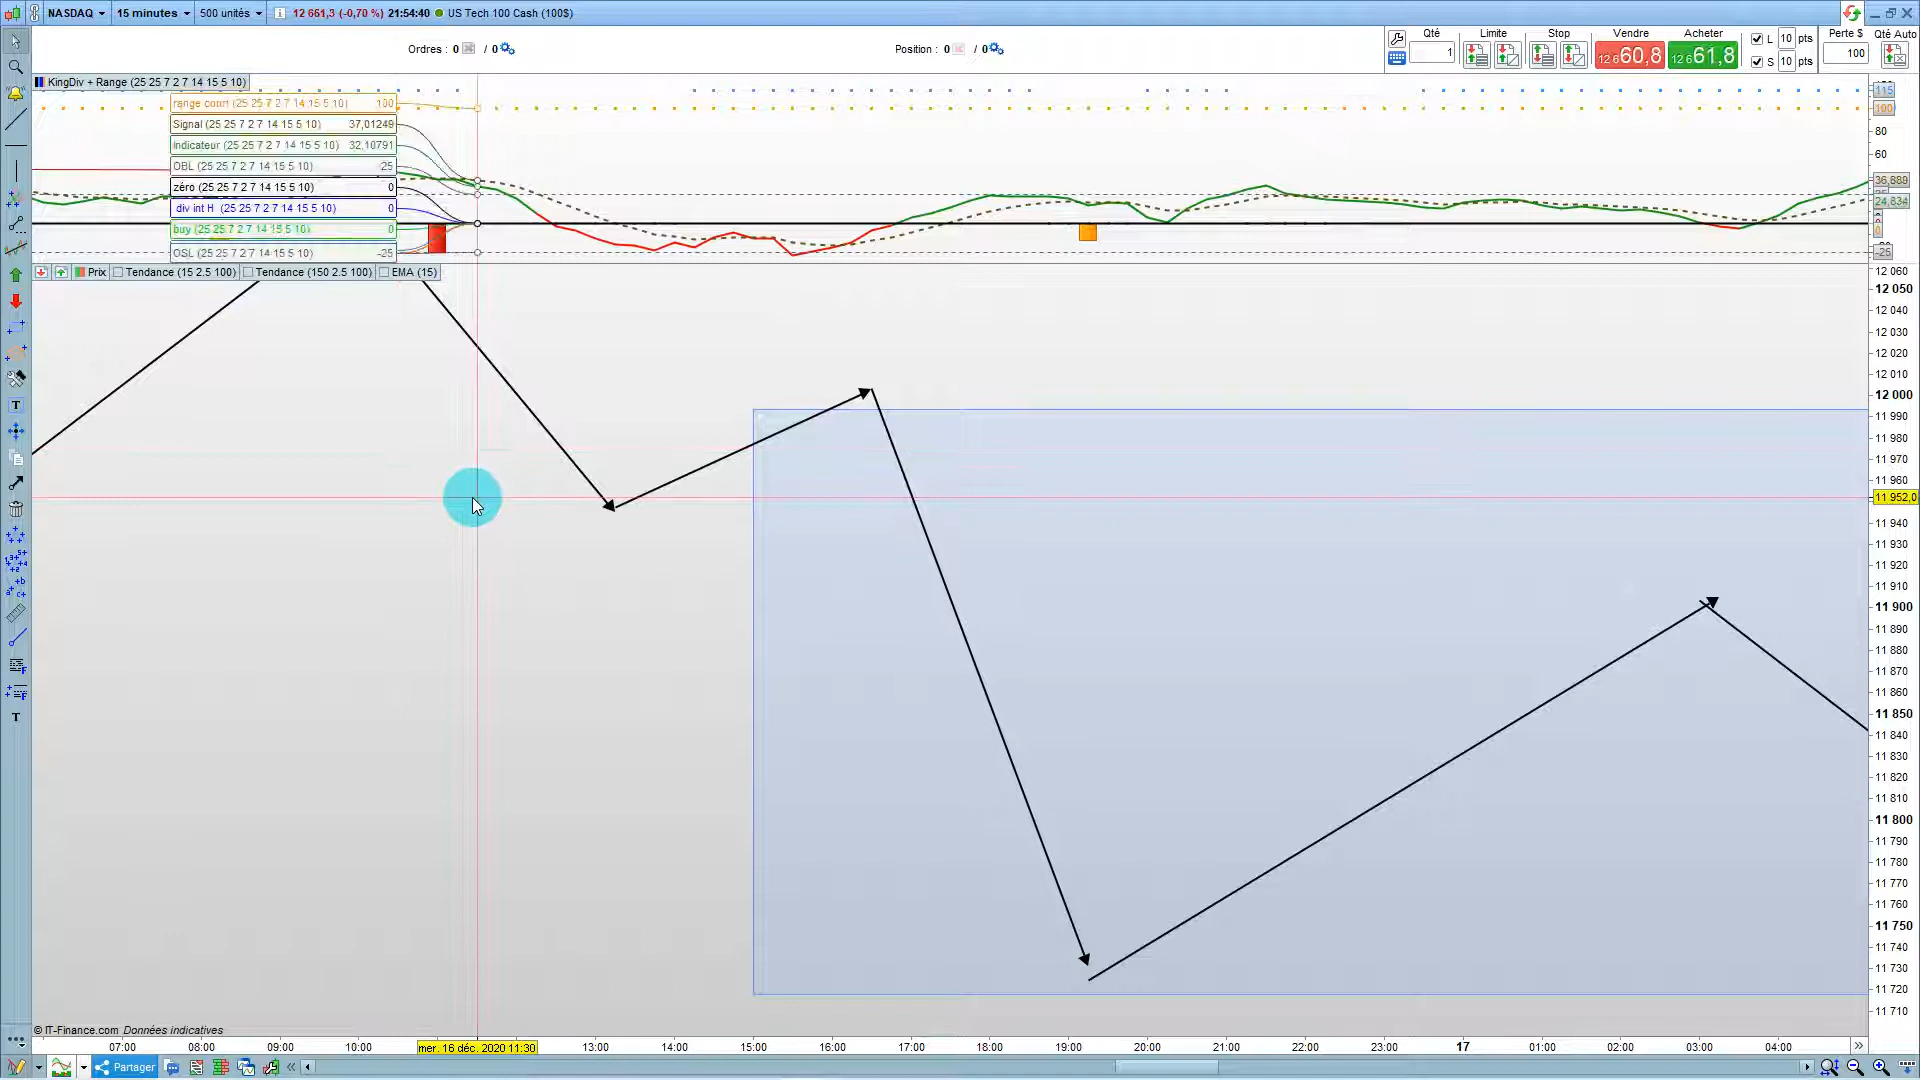 NASDAQ 15 minutes 500 unités 12 661,3 (-0,70 %) 21:54:40 US Tech 100 Cash (100$)
Ordres : 0 / 0 Position : 0 / 0
Qté Limite Stop Vendre Acheter L 10 pts Perte $ Qté Auto
1 12 6 60,8 12 6 61,8 S 10 pts 100
KingDiv + Range (25 25 7 2 7 14 15 5 10)
range court (25 25 7 2 7 14 15 5 10) 100
Signal (25 25 7 2 7 14 15 5 10) 37,01249
indicateur (25 25 7 2 7 14 15 5 10) 32,10791
OBL (25 25 7 2 7 14 15 5 10) 25
zéro (25 25 7 2 7 14 15 5 10) 0
div int H (25 25 7 2 7 14 15 5 10) 0
buy (25 25 7 2 7 14 15 5 10) 0
OSL (25 25 7 2 7 14 15 5 10) -25
115
100
80
60
36,889
24,834
0
-25
Prix Tendance (15 2.5 100) Tendance (150 2.5 100) EMA (15)
12 060
12 050
12 040
12 030
12 020
12 010
12 000
11 990
11 980
11 970
11 960
11 952,0
11 940
11 930
11 920
11 910
11 900
11 890
11 880
11 870
11 860
11 850
11 840
11 830
11 820
11 810
11 800
11 790
11 780
11 770
11 760
11 750
11 740
11 730
11 720
11 710
© IT-Finance.com Données indicatives
07:00 08:00 09:00 10:00 mer. 16 déc. 2020 11:30 13:00 14:00 15:00 16:00 17:00 18:00 19:00 20:00 21:00 22:00 23:00 17 01:00 02:00 03:00 04:00
Partager